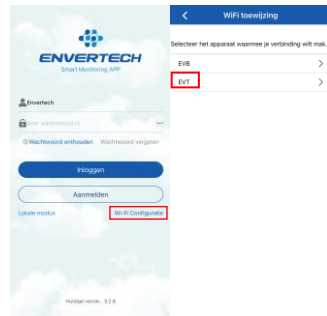 ENVERTECH
Smart Monitoring APP
Envertech
Voer wachtwoord in
Wachtwoord onthouden Wachtwoord vergeten
Inloggen
Aanmelden
Lokale modus Wi-Fi Configuratie
Huidige versie: 3.2.0
WiFi toewijzing
Selecteer het apparaat waarmee je verbinding wilt mak
EVB
EVT